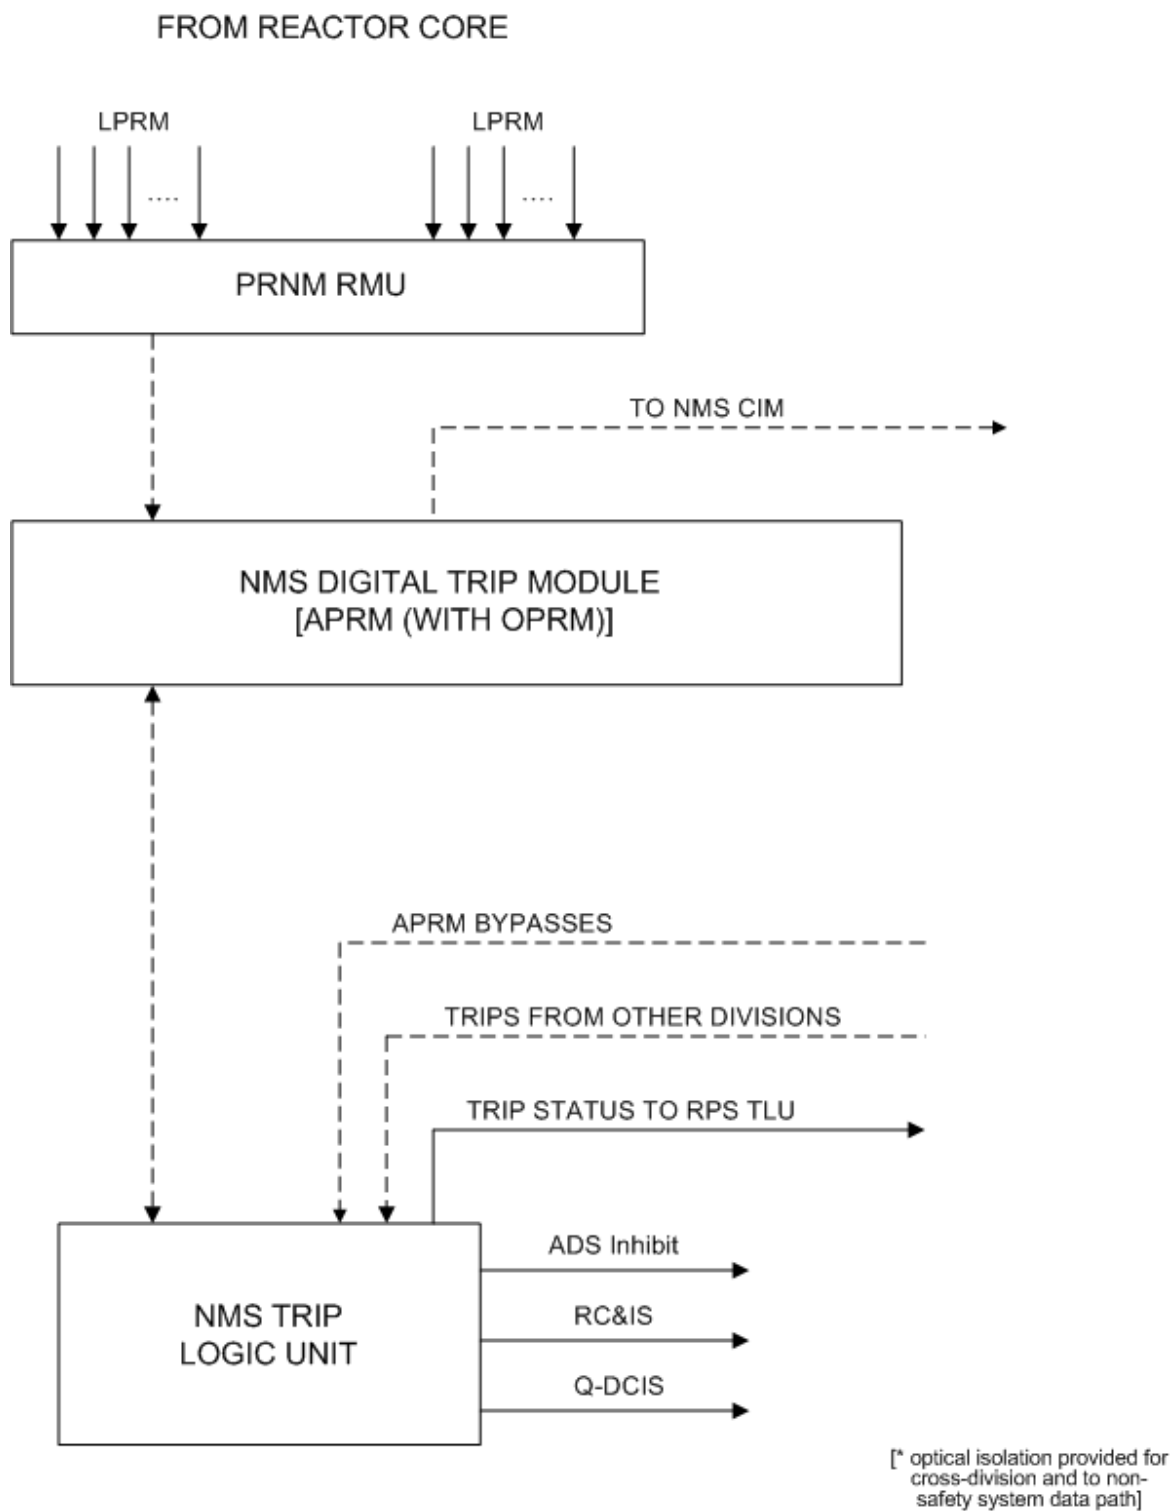 FROM REACTOR CORE
LPRM
LPRM
....
....
PRNM RMU
TO NMS CIM
NMS DIGITAL TRIP MODULE
[APRM (WITH OPRM)]
APRM BYPASSES
TRIPS FROM OTHER DIVISIONS
TRIP STATUS TO RPS TLU
ADS Inhibit
RC&IS
Q-DCIS
NMS TRIP
LOGIC UNIT
[* optical isolation provided for
cross-division and to non-
safety system data path]